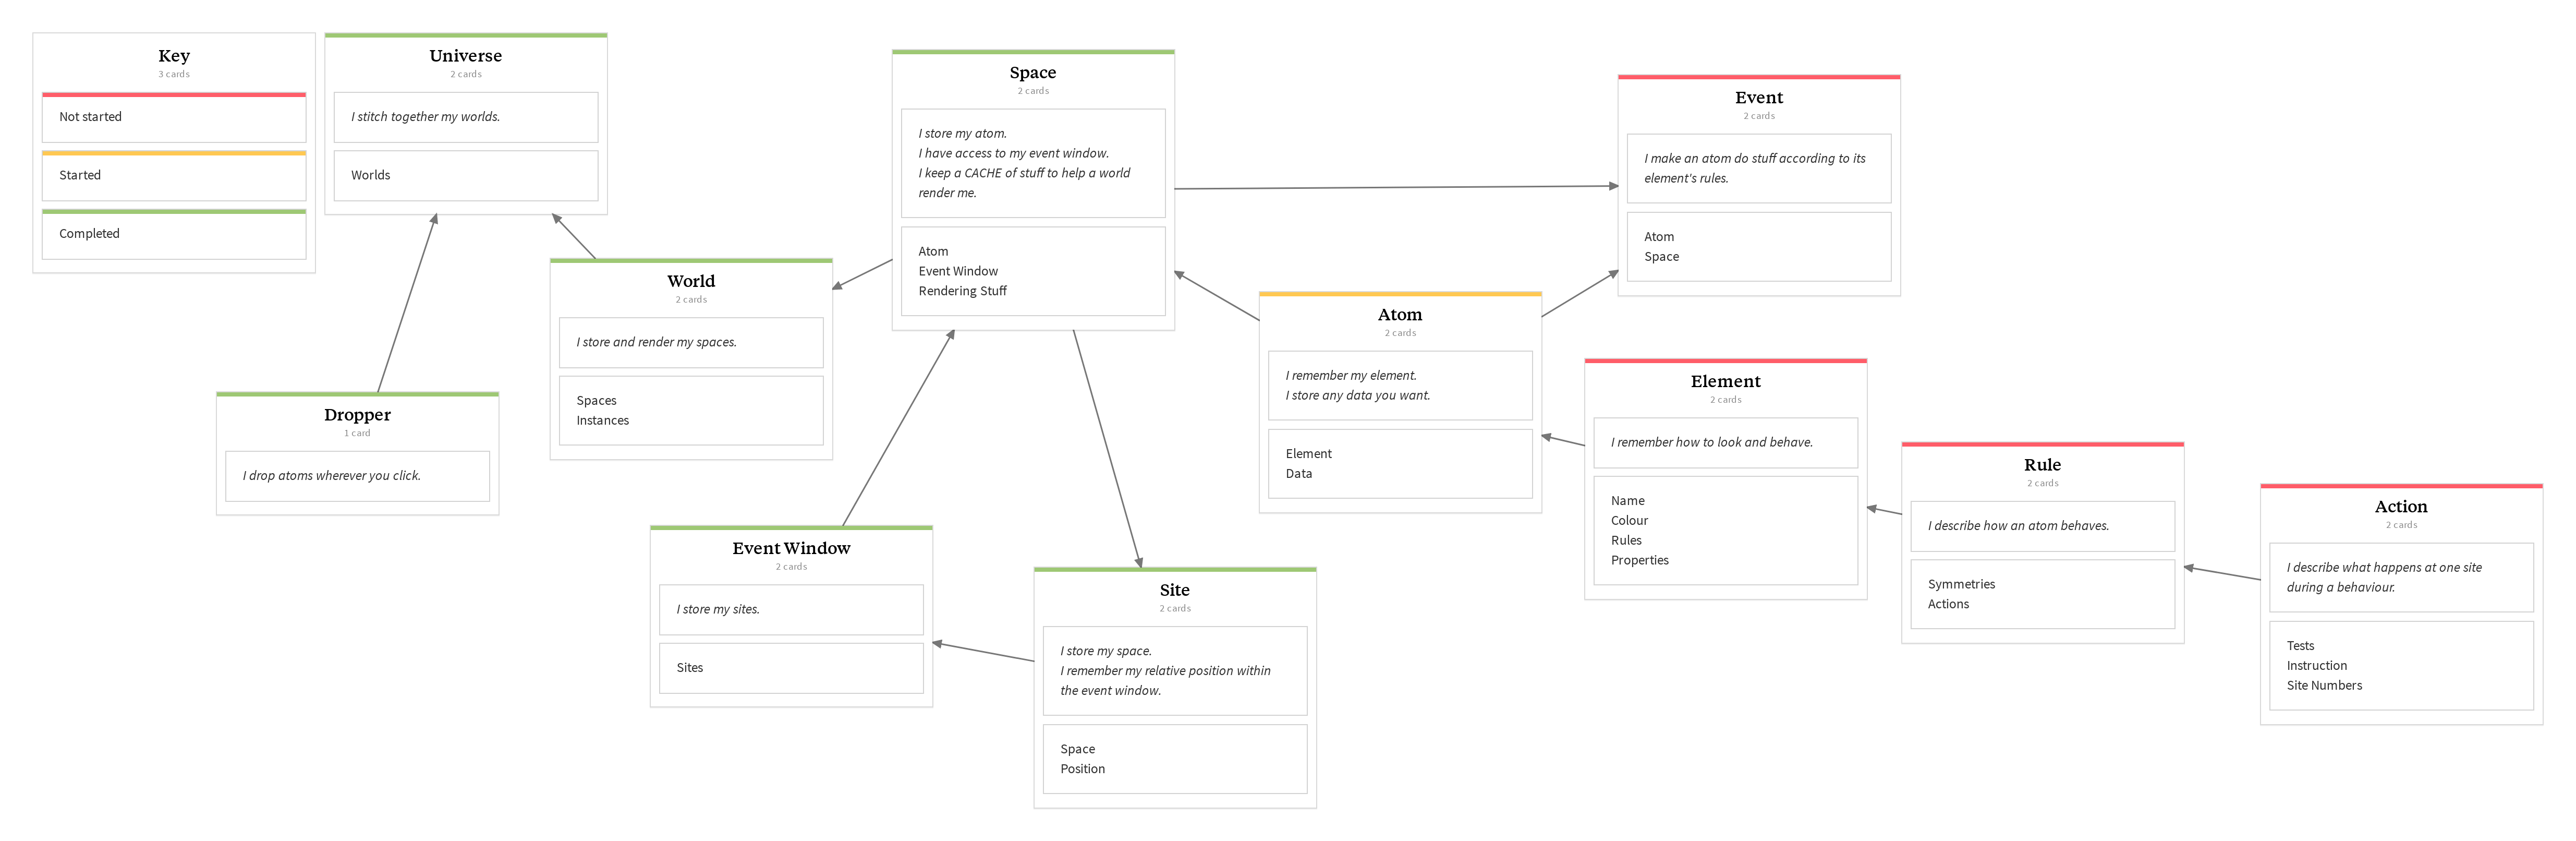 Key
3 cards
Not started
Started
Completed
Universe
2 cards
I stitch together my worlds.
Worlds
Dropper
1 card
I drop atoms wherever you click.
World
2 cards
I store and render my spaces.
Spaces
Instances
Space
2 cards
I store my atom.
I have access to my event window.
I keep a CACHE of stuff to help a world
render me.
Atom
Event Window
Rendering Stuff
Event Window
2 cards
I store my sites.
Sites
Site
2 cards
I store my space.
I remember my relative position within
the event window.
Space
Position
Atom
2 cards
I remember my element.
I store any data you want.
Element
Data
Event
2 cards
I make an atom do stuff according to its
element's rules.
Atom
Space
Element
2 cards
I remember how to look and behave.
Name
Colour
Rules
Properties
Rule
2 cards
I describe how an atom behaves.
Symmetries
Actions
Action
2 cards
I describe what happens at one site
during a behaviour.
Tests
Instruction
Site Numbers